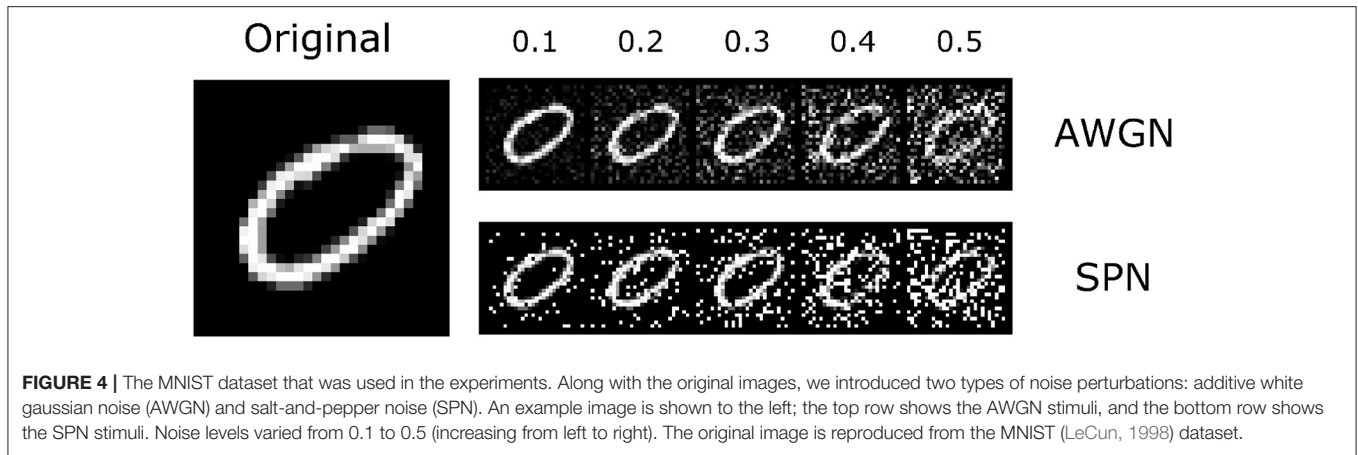 Original
0.1 0.2 0.3 0.4 0.5
AWGN
SPN
FIGURE 4 | The MNIST dataset that was used in the experiments. Along with the original images, we introduced two types of noise perturbations: additive white
gaussian noise (AWGN) and salt-and-pepper noise (SPN). An example image is shown to the left; the top row shows the AWGN stimuli, and the bottom row shows
the SPN stimuli. Noise levels varied from 0.1 to 0.5 (increasing from left to right). The original image is reproduced from the MNIST (LeCun, 1998) dataset.